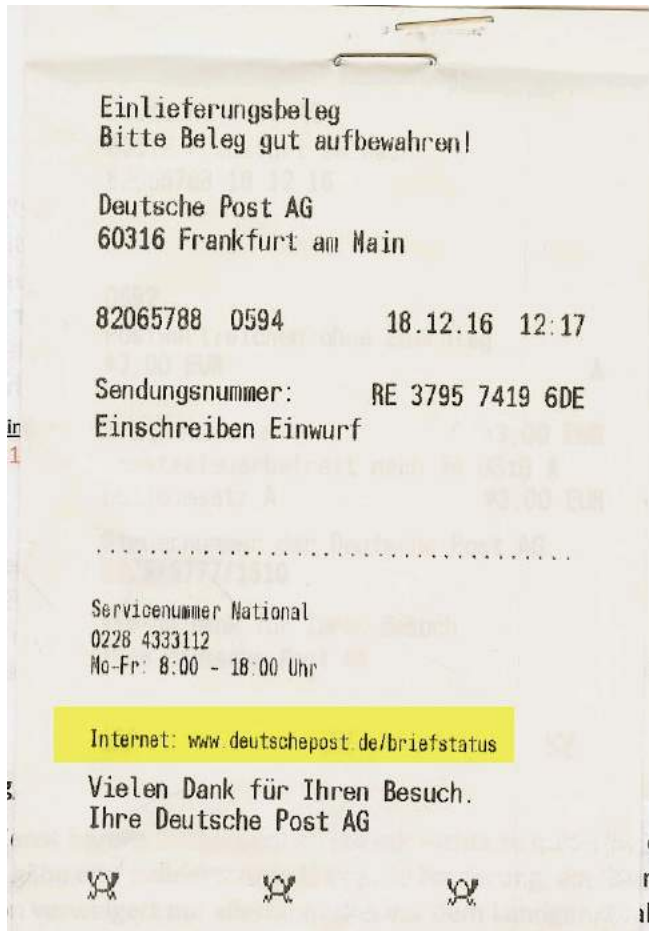 Einlieferungsbeleg
Bitte Beleg gut aufbewahren!
Deutsche Post AG
60316 Frankfurt am Main
82065788 0594 18.12.16 12:17
Sendungsnummer: RE 3795 7419 6DE
Einschreiben Einwurf
Servicenummer National
0228 4333112
Mo-Fr: 8:00 - 18:00 Uhr
Internet: www.deutschepost.de/briefstatus
Vielen Dank für Ihren Besuch.
Ihre Deutsche Post AG